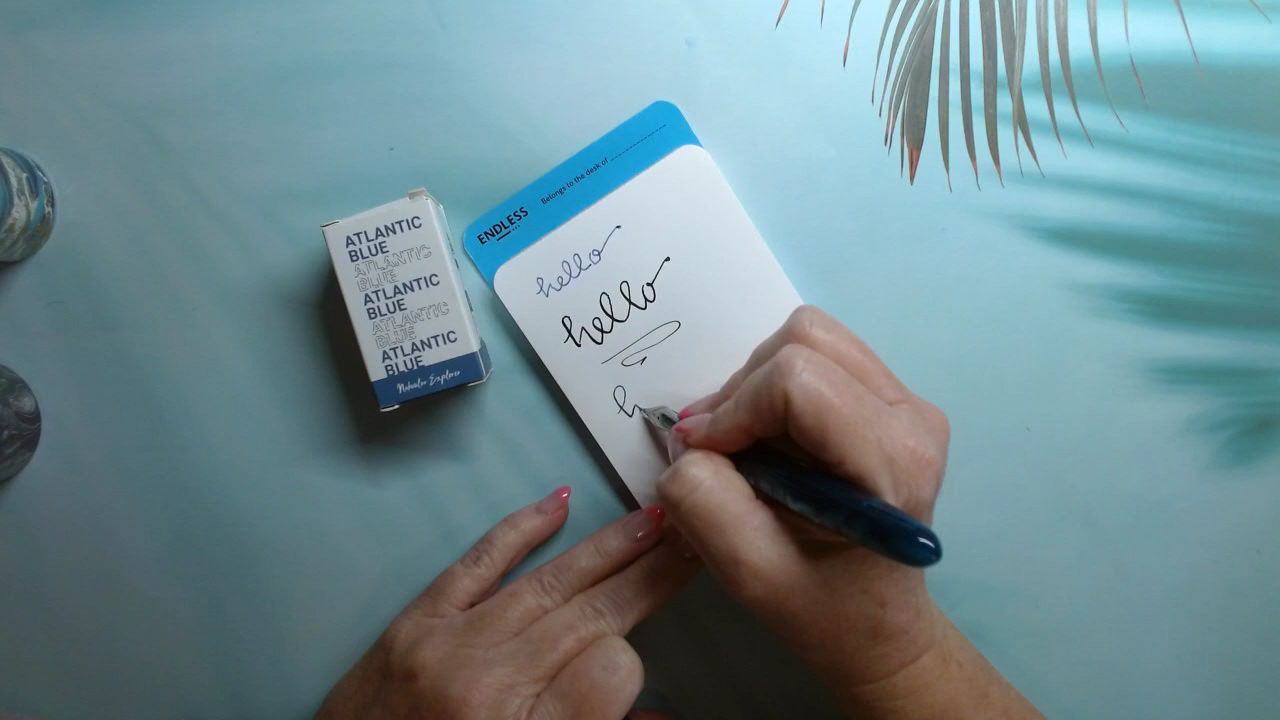 ATLANTIC
BLUE
ATLANTIC
BLUE
ATLANTIC
BLUE
ATLANTIC
BLUE
ATLANTIC
BLUE
Nahvalur Explorer
ENDLESS
Belongs to the desk of
hello
hello
h